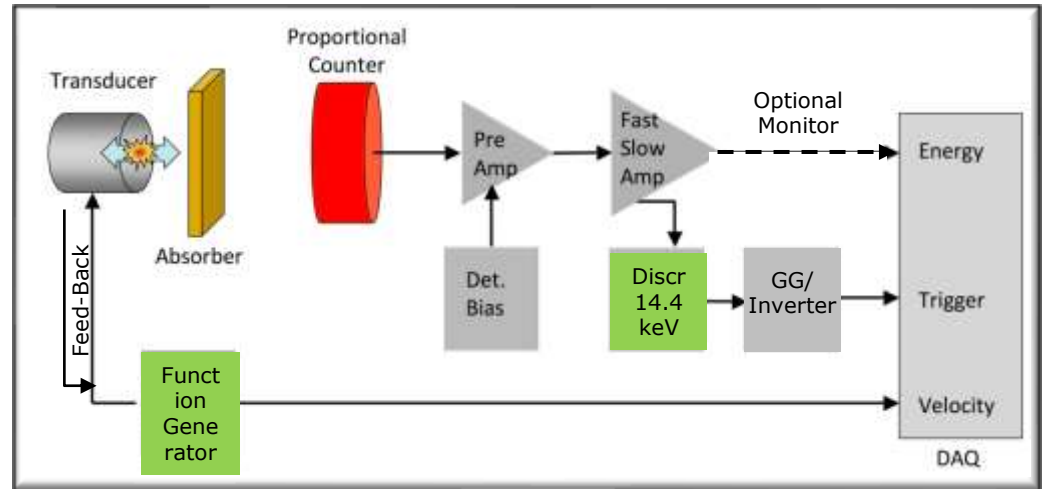 Proportional
Counter
Transducer
Absorber
Pre
Amp
Fast
Slow
Amp
Optional
Monitor
Energy
Feed-Back
Det.
Bias
Discr
14.4
keV
GG/
Inverter
Trigger
Funct
ion
Gene
rator
Velocity
DAQ